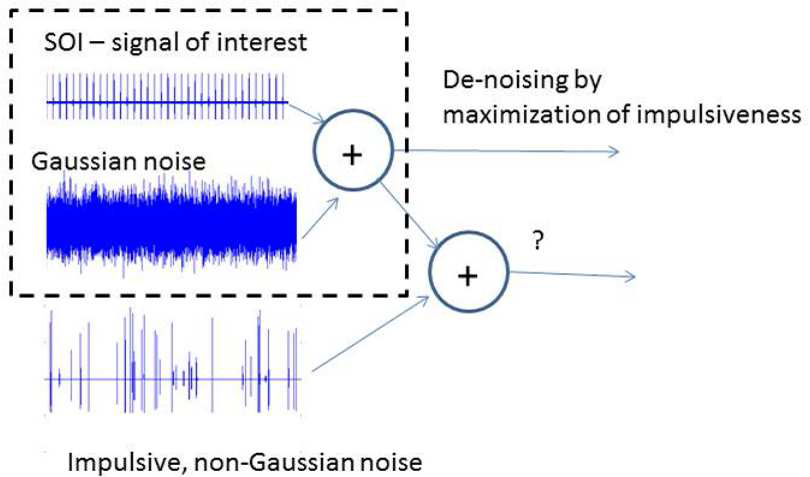 SOI – signal of interest
De-noising by
maximization of impulsiveness
Gaussian noise
+
?
+
Impulsive, non-Gaussian noise